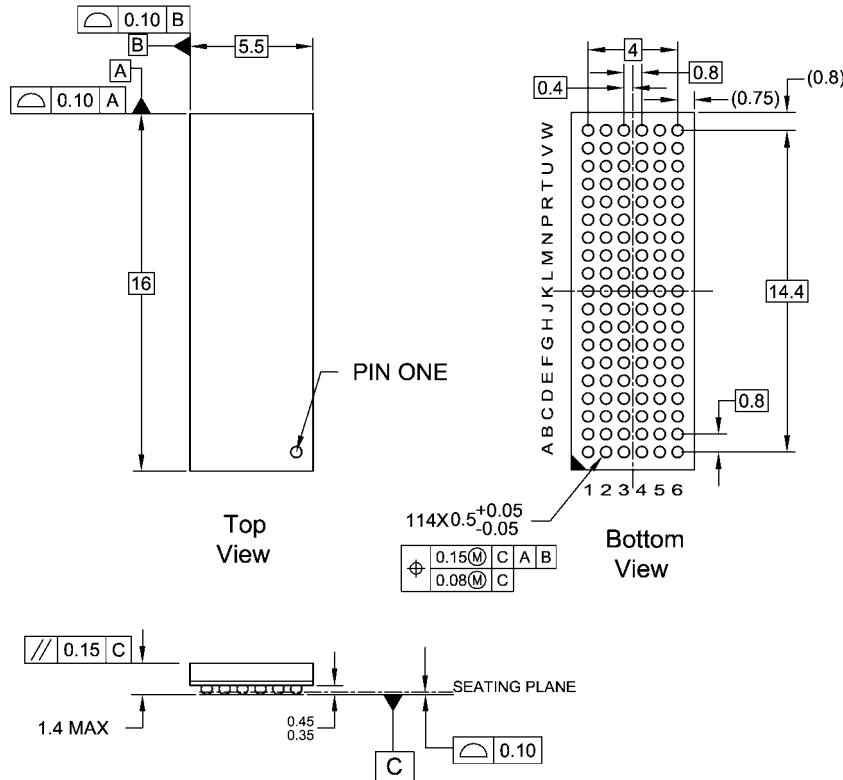 0.10 B
B
5.5
A
0.10 A
16
PIN ONE
Top
View
4
0.8
0.4
(0.75)
(0.8)
A B C D E F G H J K L M N P R T U V W
14.4
0.8
1 2 3 4 5 6
114X0.5 +0.05
-0.05
0.15Ⓜ C A B
0.08Ⓜ C
Bottom
View
// 0.15 C
1.4 MAX
0.45
0.35
SEATING PLANE
C
0.10